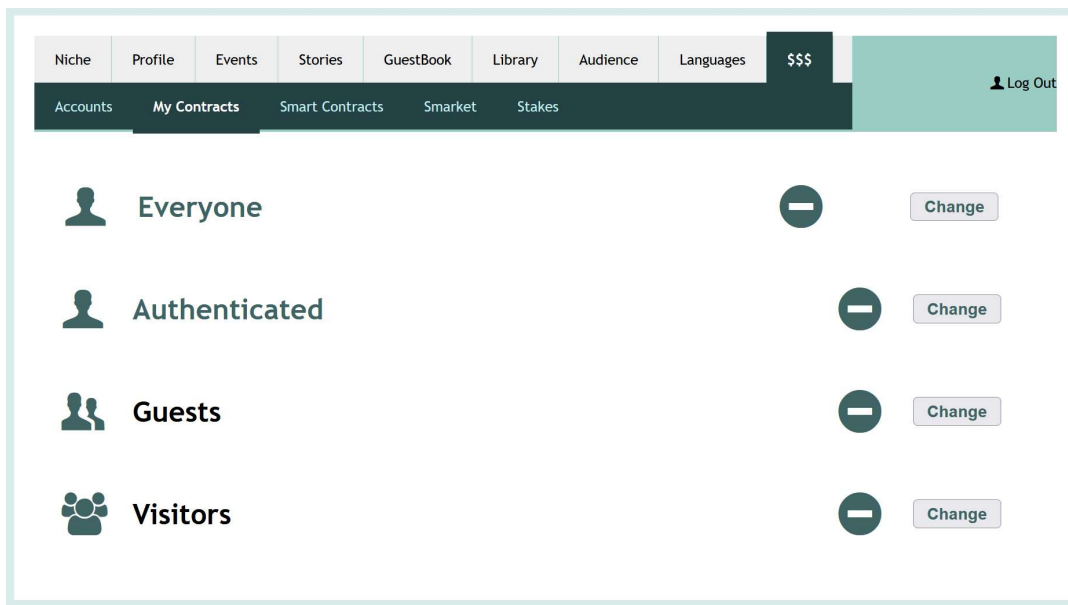 Niche Profile Events Stories GuestBook Library Audience Languages $$$
Log Out
Accounts My Contracts Smart Contracts Smarket Stakes
Everyone Change
Authenticated Change
Guests Change
Visitors Change